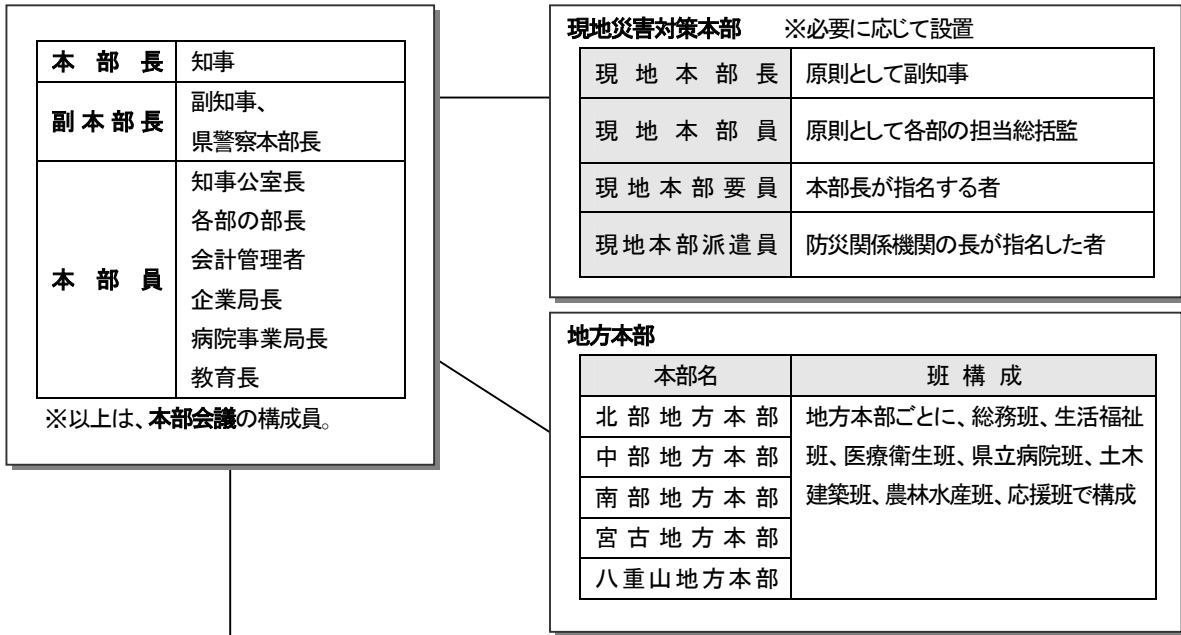 本部長 知事
副本部長 副知事、
県警察本部長
本部員 知事公室長
各部の部長
会計管理者
企業局長
病院事業局長
教育長
※以上は、本部会議の構成員。
現地災害対策本部 ※必要に応じて設置
現地本部長 原則として副知事
現地本部員 原則として各部の担当総括監
現地本部要員 本部長が指名する者
現地本部派遣員 防災関係機関の長が指名した者
地方本部
本部名 班構成
北部地方本部 地方本部ごとに、総務班、生活福祉
中部地方本部 班、医療衛生班、県立病院班、土木
南部地方本部 建築班、農林水産班、応援班で構成
宮古地方本部
八重山地方本部